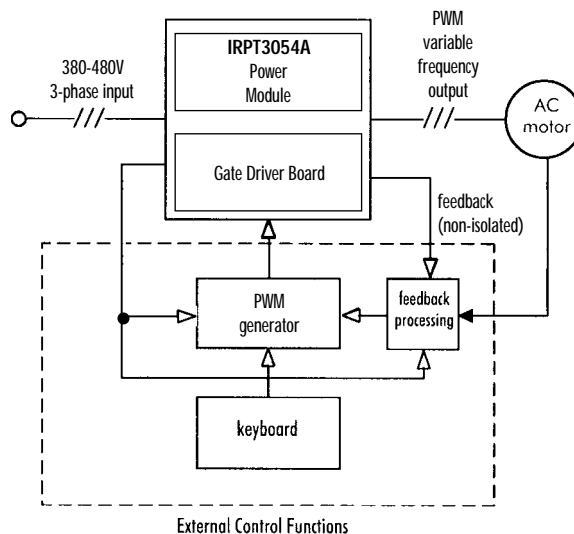 IRPT3054A
Power
Module
380-480V
3-phase input
PWM
variable
frequency
output
AC
motor
Gate Driver Board
feedback
(non-isolated)
PWM
generator
feedback
processing
keyboard
External Control Functions